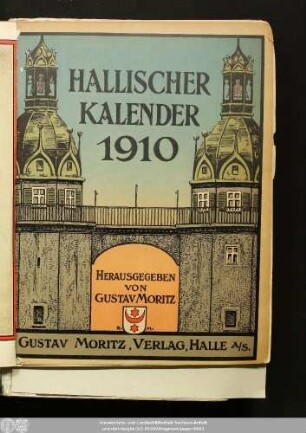 HALLISCHER
KALENDER
1910
HERAUSGEGEBEN
VON
GUSTAV MORITZ
GUSTAV MORITZ, VERLAG, HALLE A/S.